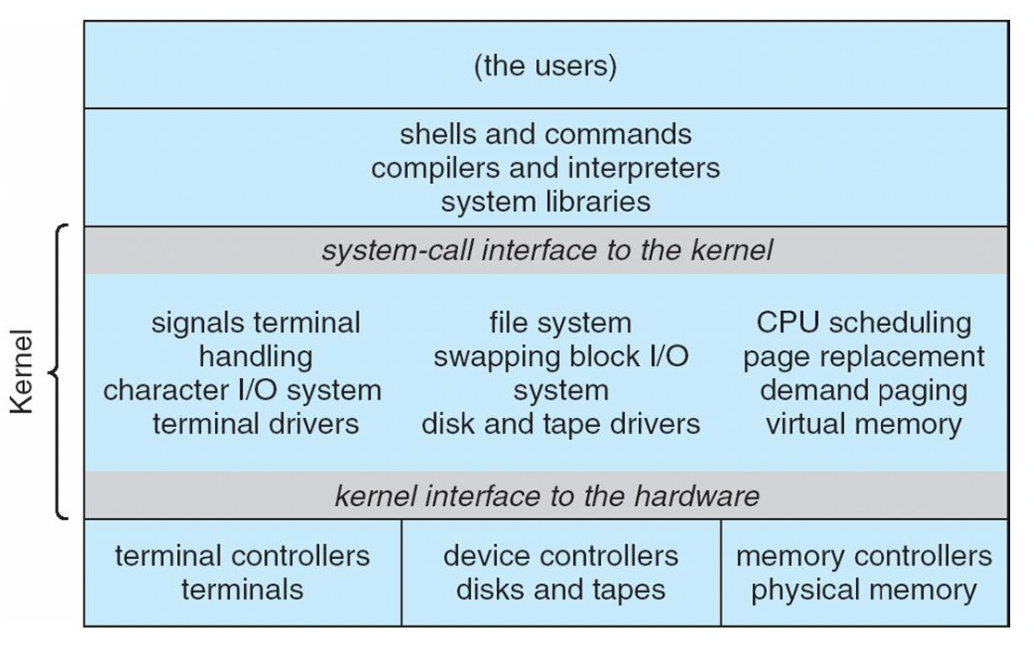 (the users)
shells and commands
compilers and interpreters
system libraries
Kernel
system-call interface to the kernel
signals terminal
handling
character I/O system
terminal drivers
file system
swapping block I/O
system
disk and tape drivers
CPU scheduling
page replacement
demand paging
virtual memory
kernel interface to the hardware
terminal controllers
terminals
device controllers
disks and tapes
memory controllers
physical memory